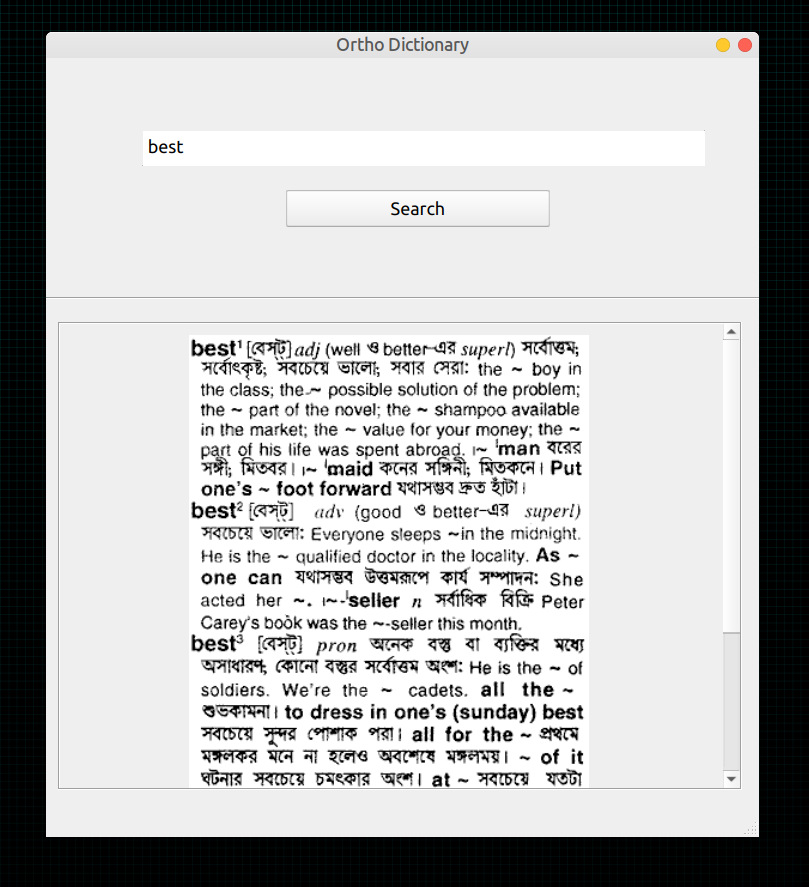 Ortho Dictionary
best
Search
best¹ [বেস্ট্] adj (well ও better–এর superl) সর্বোত্তম;
সর্বোৎকৃষ্ট; সবচেয়ে ভালো; সবার সেরা: the ~ boy in
the class; the ~ possible solution of the problem;
the ~ part of the novel; the ~ shampoo available
in the market; the ~ value for your money; the ~
part of his life was spent abroad. ।~ ˈman বরের
সঙ্গী; মিতবর। ।~ ˈmaid কনের সঙ্গিনী; মিতকনে। Put
one's ~ foot forward যথাসম্ভব দ্রুত হাঁটা।
best² [বেস্ট্] adv (good ও better–এর superl)
সবচেয়ে ভালো: Everyone sleeps ~in the midnight.
He is the ~ qualified doctor in the locality. As ~
one can যথাসম্ভব উত্তমরূপে কার্য সম্পাদন: She
acted her ~. ।~-ˈseller n সর্বাধিক বিক্রি Peter
Carey's book was the ~-seller this month.
best³ [বেস্ট্] pron অনেক বস্তু বা ব্যক্তির মধ্যে
অসাধারণ; কোনো বস্তুর সর্বোত্তম অংশ: He is the ~ of
soldiers. We're the ~ cadets. all the ~
শুভকামনা। to dress in one's (sunday) best
সবচেয়ে সুন্দর পোশাক পরা। all for the ~ প্রথমে
মঙ্গলকর মনে না হলেও অবশেষে মঙ্গলময়। ~ of it
ঘটনার সবচেয়ে চমৎকার অংশ। at ~ সবচেয়ে যতটা